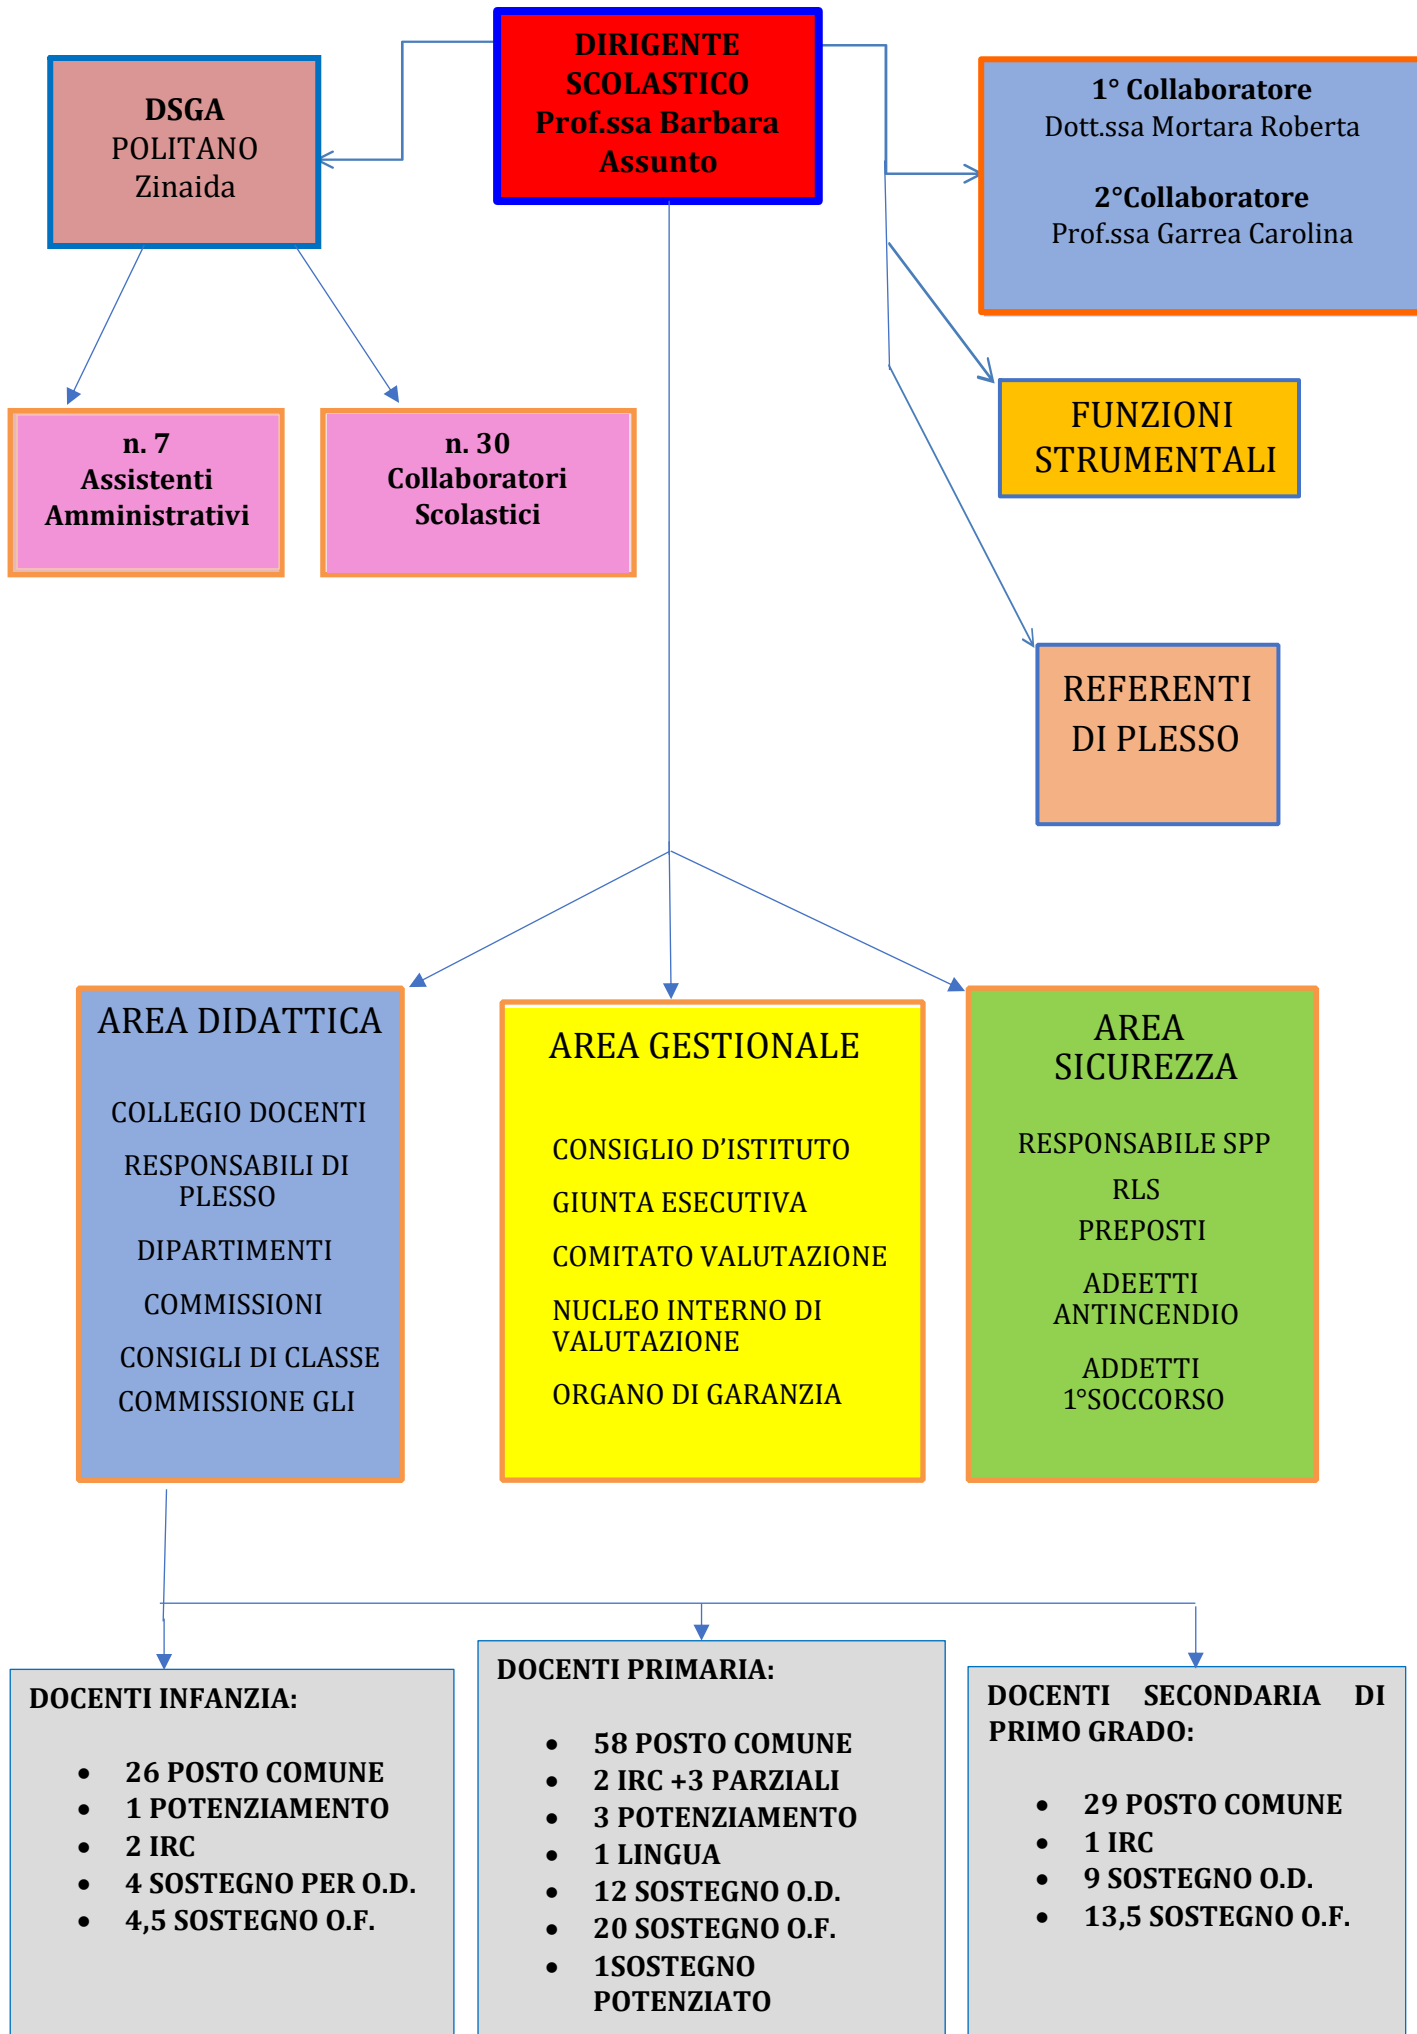 DIRIGENTE
SCOLASTICO
Prof.ssa Barbara
Assunto
DSGA
POLITANO
Zinaida
1° Collaboratore
Dott.ssa Mortara Roberta
2°Collaboratore
Prof.ssa Garrea Carolina
n. 7
Assistenti
Amministrativi
n. 30
Collaboratori
Scolastici
FUNZIONI
STRUMENTALI
REFERENTI
DI PLESSO
AREA DIDATTICA
COLLEGIO DOCENTI
RESPONSABILI DI
PLESSO
DIPARTIMENTI
COMMISSIONI
CONSIGLI DI CLASSE
COMMISSIONE GLI
AREA GESTIONALE
CONSIGLIO D’ISTITUTO
GIUNTA ESECUTIVA
COMITATO VALUTAZIONE
NUCLEO INTERNO DI
VALUTAZIONE
ORGANO DI GARANZIA
AREA
SICUREZZA
RESPONSABILE SPP
RLS
PREPOSTI
ADEETTI
ANTINCENDIO
ADDETTI
1°SOCCORSO
DOCENTI INFANZIA:
• 26 POSTO COMUNE
• 1 POTENZIAMENTO
• 2 IRC
• 4 SOSTEGNO PER O.D.
• 4,5 SOSTEGNO O.F.
DOCENTI PRIMARIA:
• 58 POSTO COMUNE
• 2 IRC +3 PARZIALI
• 3 POTENZIAMENTO
• 1 LINGUA
• 12 SOSTEGNO O.D.
• 20 SOSTEGNO O.F.
• 1SOSTEGNO
POTENZIATO
DOCENTI SECONDARIA DI
PRIMO GRADO:
• 29 POSTO COMUNE
• 1 IRC
• 9 SOSTEGNO O.D.
• 13,5 SOSTEGNO O.F.